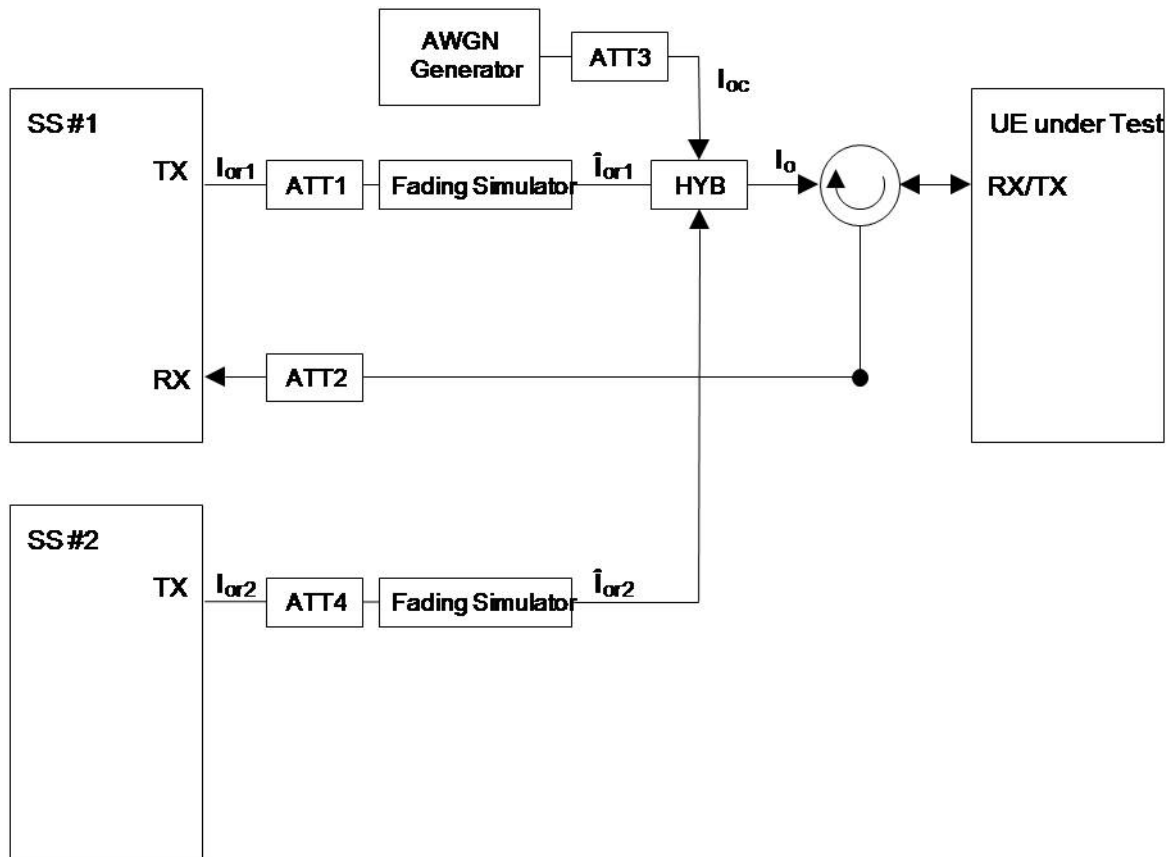 AWGN
Generator
ATT3
I_oc
SS #1
UE under Test
TX
I_or1
ATT1
Fading Simulator
Î_or1
HYB
I_o
RX/TX
RX
ATT2
SS #2
TX
I_or2
ATT4
Fading Simulator
Î_or2